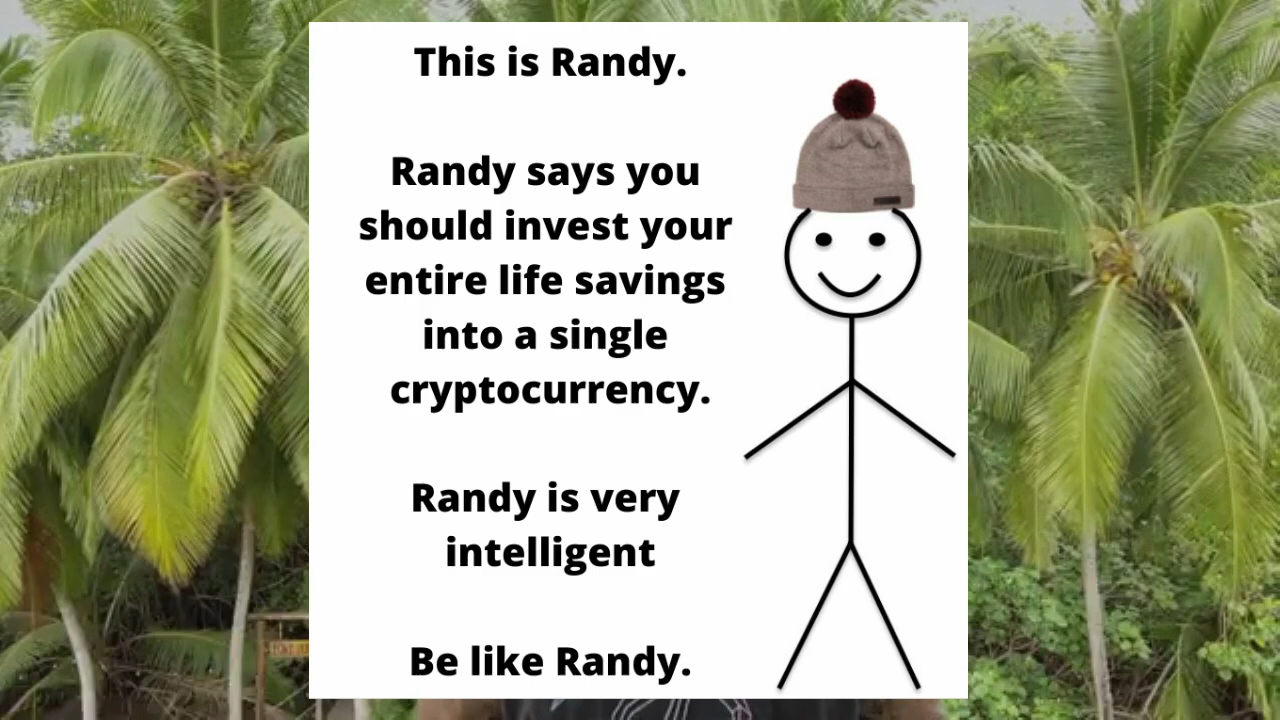 This is Randy.
Randy says you
should invest your
entire life savings
into a single
cryptocurrency.
Randy is very
intelligent
Be like Randy.